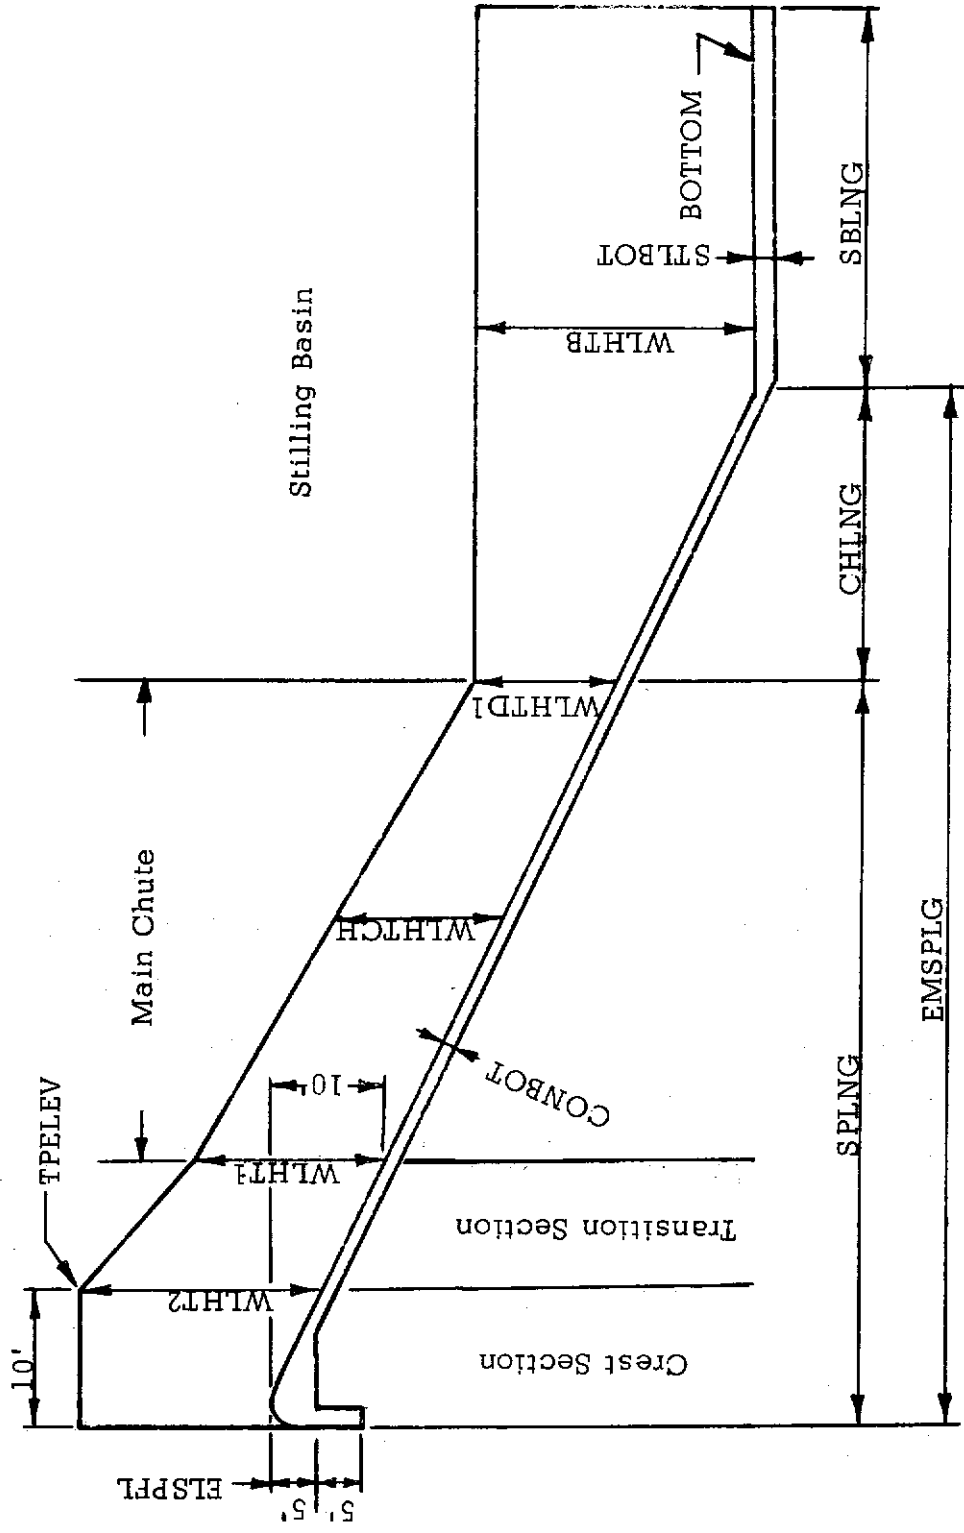 10'
TPELEV
Main Chute
Stilling Basin
ELSPFL
5'
5'
WLHT2
WLHT1
10'
WLHTCH
WLHTD1
WLHTB
STLBOT
BOTTOM
CONBOT
Crest Section
Transition Section
SPLNG
CHLNG
SBLNG
EMSPLG